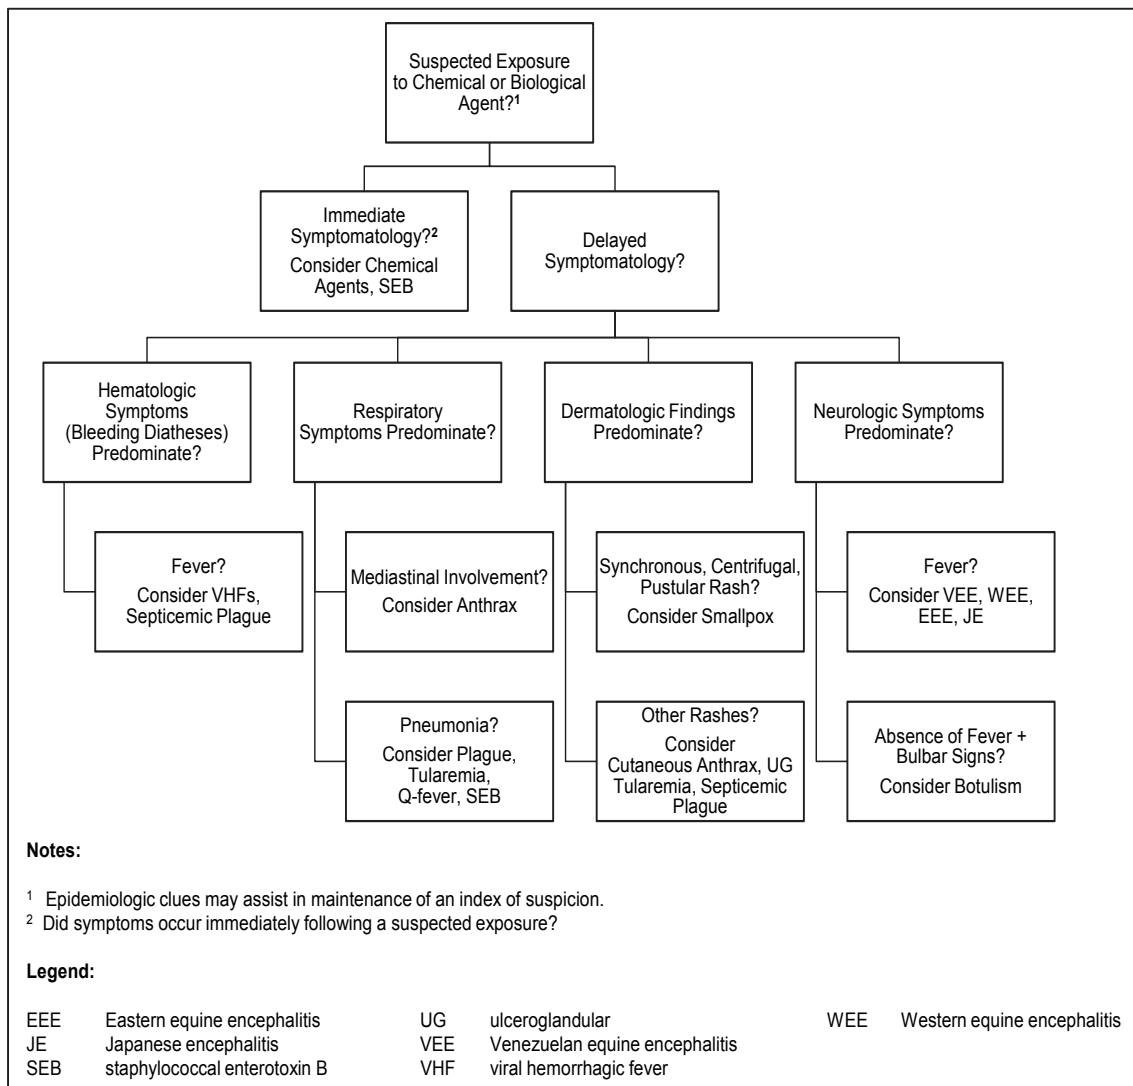 Suspected Exposure
to Chemical or Biological
Agent?1
Immediate
Symptomatology?2
Consider Chemical
Agents, SEB
Delayed
Symptomatology?
Hematologic
Symptoms
(Bleeding Diatheses)
Predominate?
Respiratory
Symptoms Predominate?
Dermatologic Findings
Predominate?
Neurologic Symptoms
Predominate?
Fever?
Consider VHFs,
Septicemic Plague
Mediastinal Involvement?
Consider Anthrax
Synchronous, Centrifugal,
Pustular Rash?
Consider Smallpox
Fever?
Consider VEE, WEE,
EEE, JE
Pneumonia?
Consider Plague,
Tularemia,
Q-fever, SEB
Other Rashes?
Consider
Cutaneous Anthrax, UG
Tularemia, Septicemic
Plague
Absence of Fever +
Bulbar Signs?
Consider Botulism
Notes:
1 Epidemiologic clues may assist in maintenance of an index of suspicion.
2 Did symptoms occur immediately following a suspected exposure?
Legend:
EEE Eastern equine encephalitis UG ulceroglandular WEE Western equine encephalitis
JE Japanese encephalitis VEE Venezuelan equine encephalitis
SEB staphylococcal enterotoxin B VHF viral hemorrhagic fever